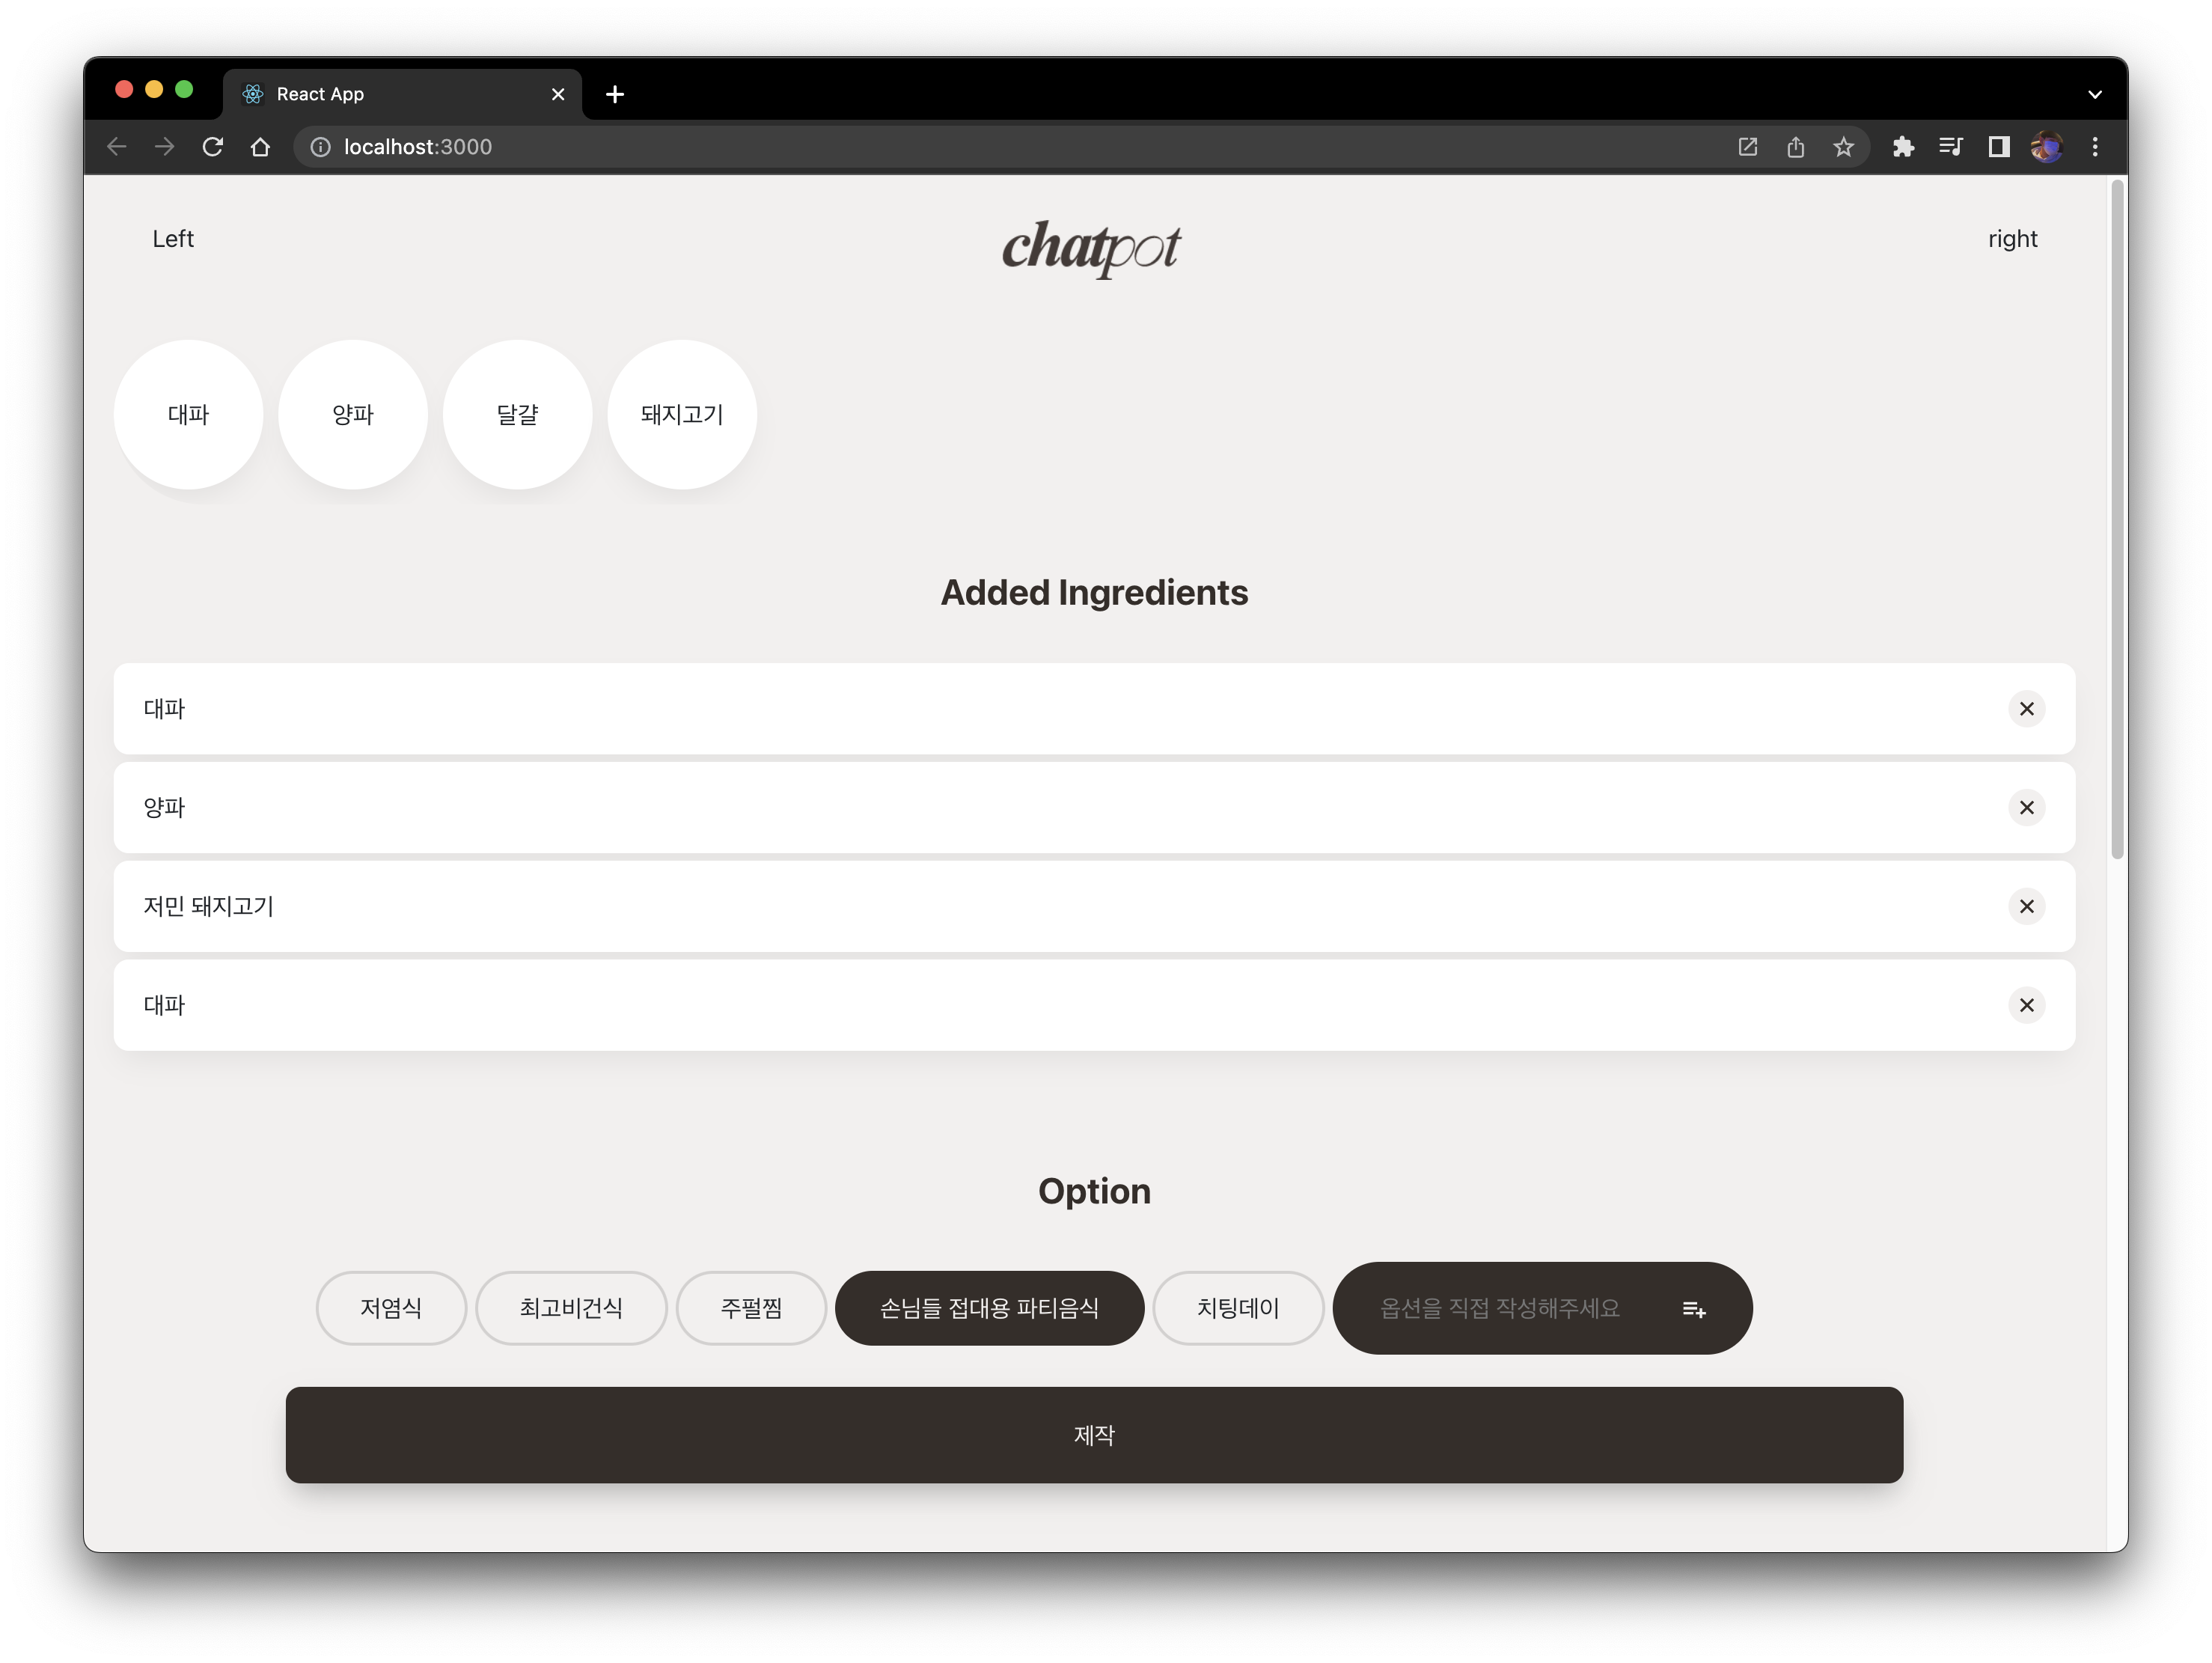 React App
localhost:3000
Left
chatpot
right
대파
양파
달걀
돼지고기
Added Ingredients
대파
양파
저민 돼지고기
대파
Option
저염식
최고비건식
주펄찜
손님들 접대용 파티음식
치팅데이
옵션을 직접 작성해주세요
제작